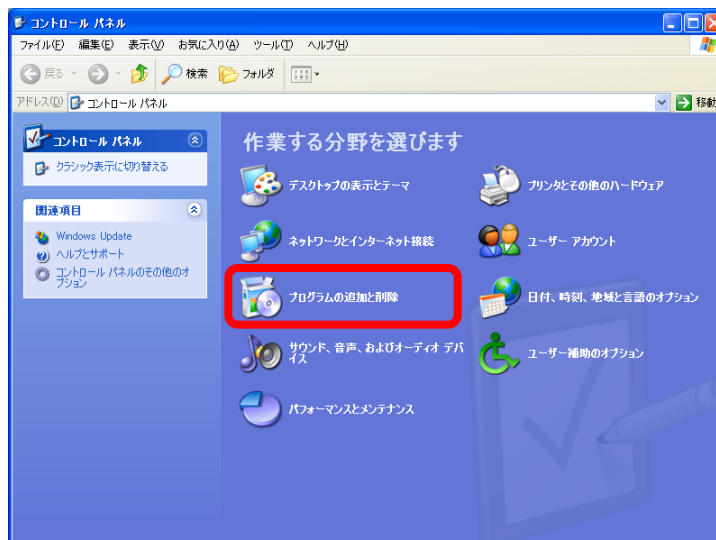 コントロール パネル
ファイル(F) 編集(E) 表示(V) お気に入り(A) ツール(T) ヘルプ(H)
戻る 検索 フォルダ
アドレス(D) コントロール パネル 移動
コントロール パネル
クラシック表示に切り替える
関連項目
Windows Update
ヘルプとサポート
コントロール パネルのその他のオ
プション
作業する分野を選びます
デスクトップの表示とテーマ
プリンタとその他のハードウェア
ネットワークとインターネット接続
ユーザー アカウント
プログラムの追加と削除
日付、時刻、地域と言語のオプション
サウンド、音声、およびオーディオ デバ
イス
ユーザー補助のオプション
パフォーマンスとメンテナンス